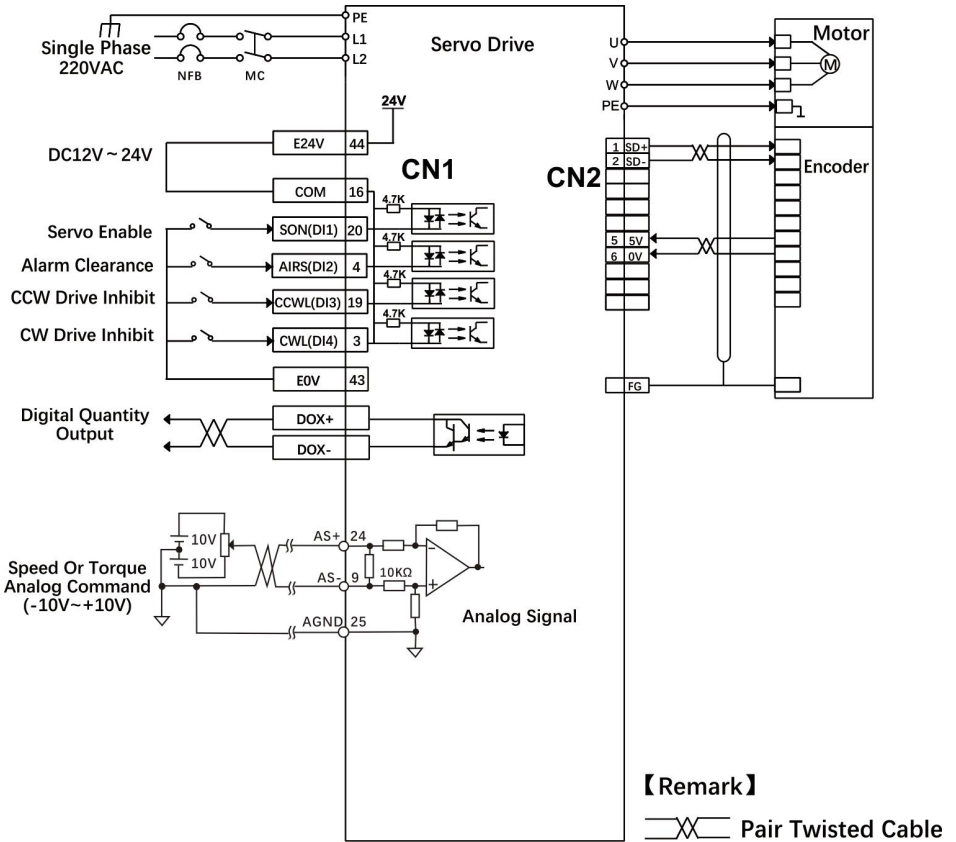 PE
L1
L2
Single Phase
220VAC
NFB
MC
Servo Drive
U
V
W
PE
Motor
M
24V
DC12V~24V
E24V 44
COM 16
CN1
4.7K
Servo Enable
SON(DI1) 20
4.7K
Alarm Clearance
AIRS(DI2) 4
4.7K
CCW Drive Inhibit
CCWL(DI3) 19
4.7K
CW Drive Inhibit
CWL(DI4) 3
E0V 43
Digital Quantity
Output
DOX+
DOX-
CN2
1 SD+
2 SD-
5 5V
6 0V
FG
Encoder
10V
10V
Speed Or Torque
Analog Command
(-10V~+10V)
AS+ 24
AS- 9
10KΩ
AGND 25
Analog Signal
【Remark】
Pair Twisted Cable